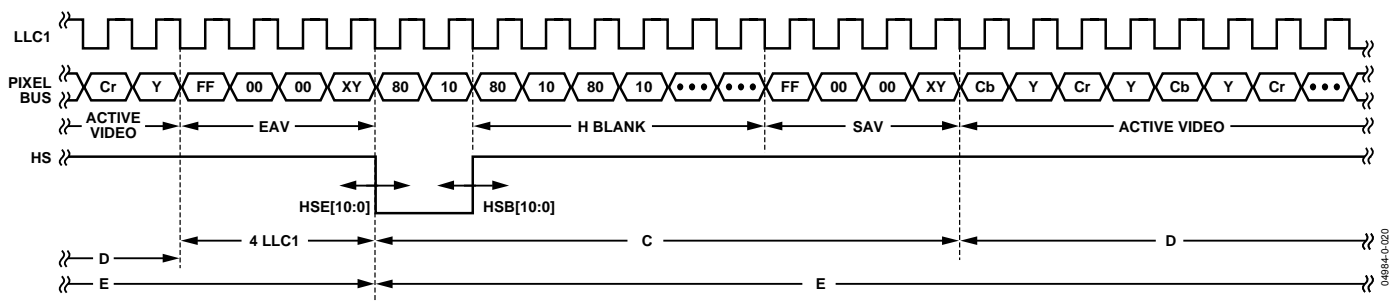 LLC1
PIXEL BUS Cr Y FF 00 00 XY 80 10 80 10 80 10 ••• ••• FF 00 00 XY Cb Y Cr Y Cb Y Cr •••
ACTIVE VIDEO EAV H BLANK SAV ACTIVE VIDEO
HS
HSE[10:0] HSB[10:0]
4 LLC1 C D
D
E E
04984-0-020